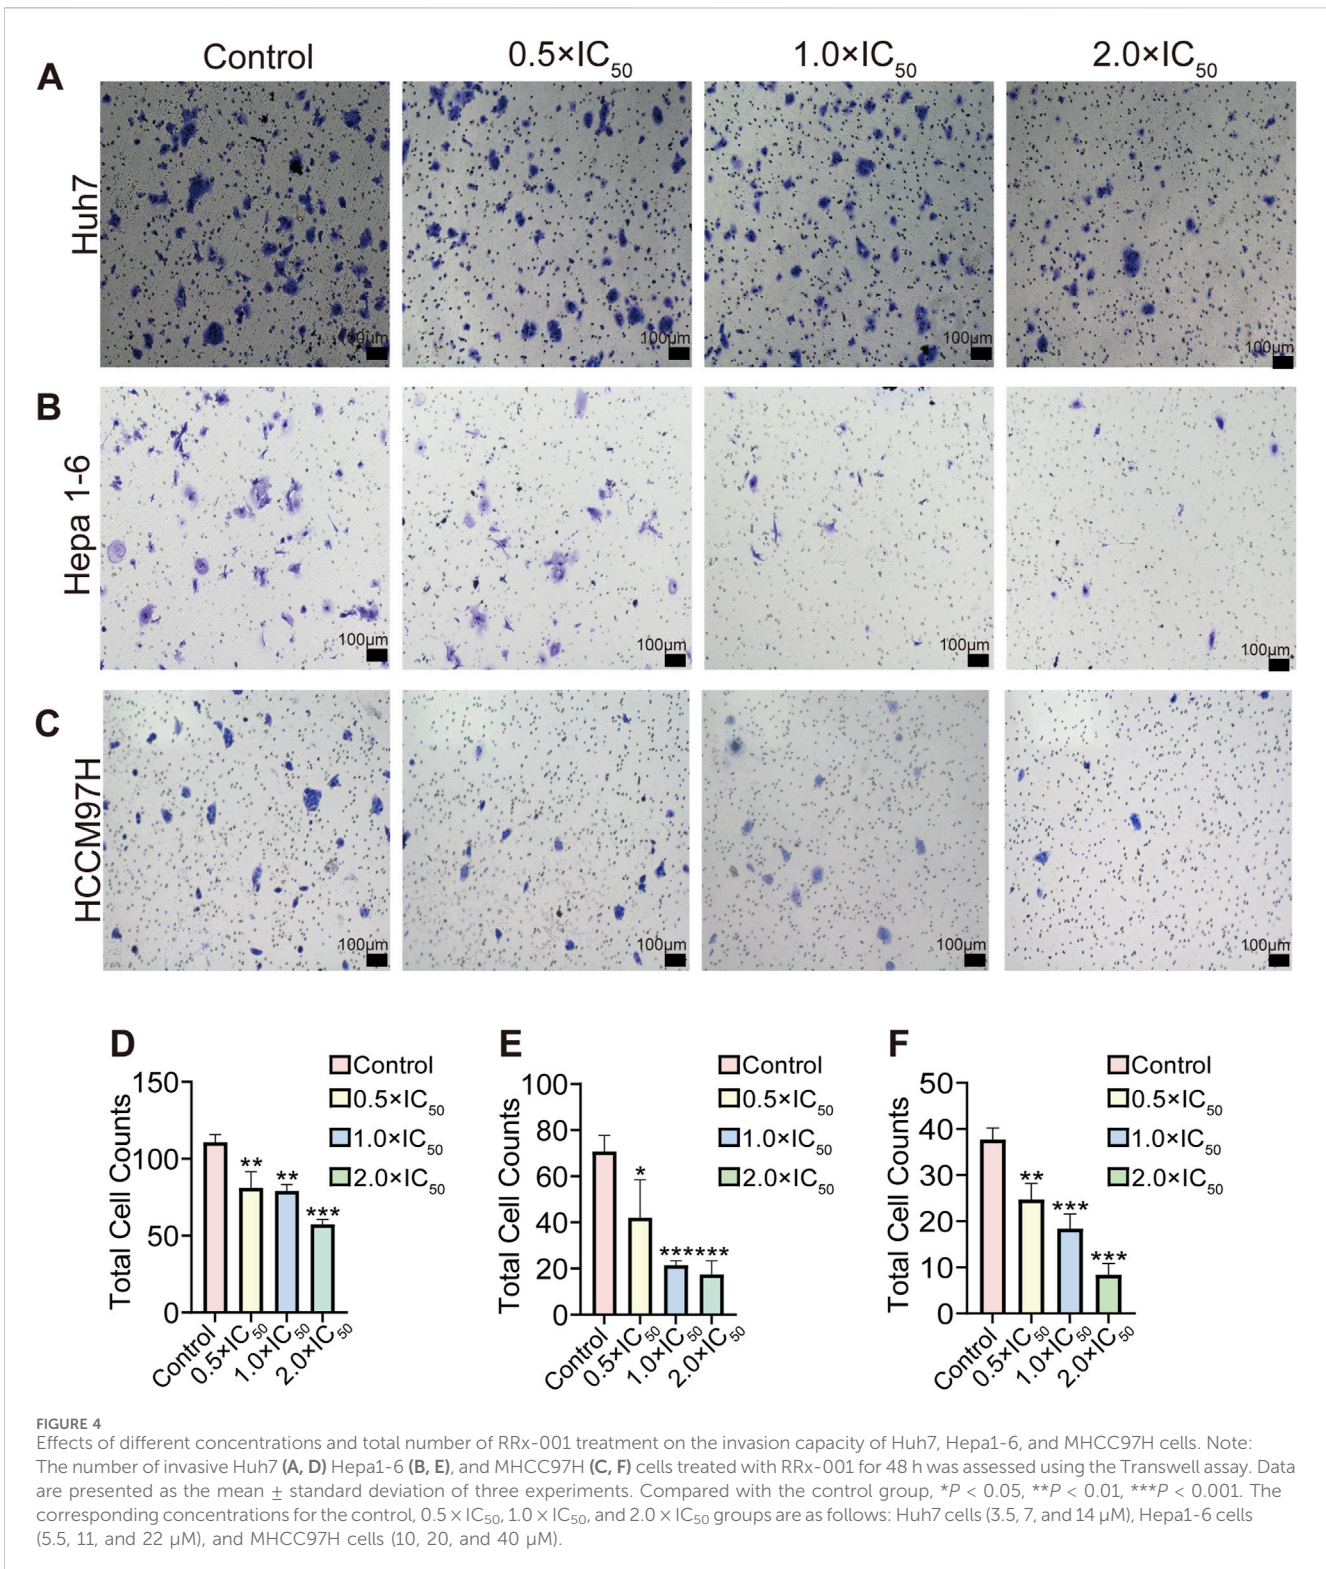 Control 0.5×IC50 1.0×IC50 2.0×IC50
A
Huh7
100μm 100μm 100μm
B
Hepa 1-6
100μm 100μm 100μm 100μm
C
HCCM97H
100μm 100μm 100μm 100μm
D
Total Cell Counts
150
100
50
0
** ** ***
Control 0.5×IC50 1.0×IC50 2.0×IC50
Control
0.5×IC50
1.0×IC50
2.0×IC50
E
Total Cell Counts
100
80
60
40
20
0
* *** ***
Control 0.5×IC50 1.0×IC50 2.0×IC50
Control
0.5×IC50
1.0×IC50
2.0×IC50
F
Total Cell Counts
50
40
30
20
10
0
** *** ***
Control 0.5×IC50 1.0×IC50 2.0×IC50
Control
0.5×IC50
1.0×IC50
2.0×IC50
FIGURE 4
Effects of different concentrations and total number of RRx-001 treatment on the invasion capacity of Huh7, Hepa1-6, and MHCC97H cells. Note:
The number of invasive Huh7 (A, D) Hepa1-6 (B, E), and MHCC97H (C, F) cells treated with RRx-001 for 48 h was assessed using the Transwell assay. Data
are presented as the mean ± standard deviation of three experiments. Compared with the control group, *P < 0.05, **P < 0.01, ***P < 0.001. The
corresponding concentrations for the control, 0.5 × IC50, 1.0 × IC50, and 2.0 × IC50 groups are as follows: Huh7 cells (3.5, 7, and 14 μM), Hepa1-6 cells
(5.5, 11, and 22 μM), and MHCC97H cells (10, 20, and 40 μM).